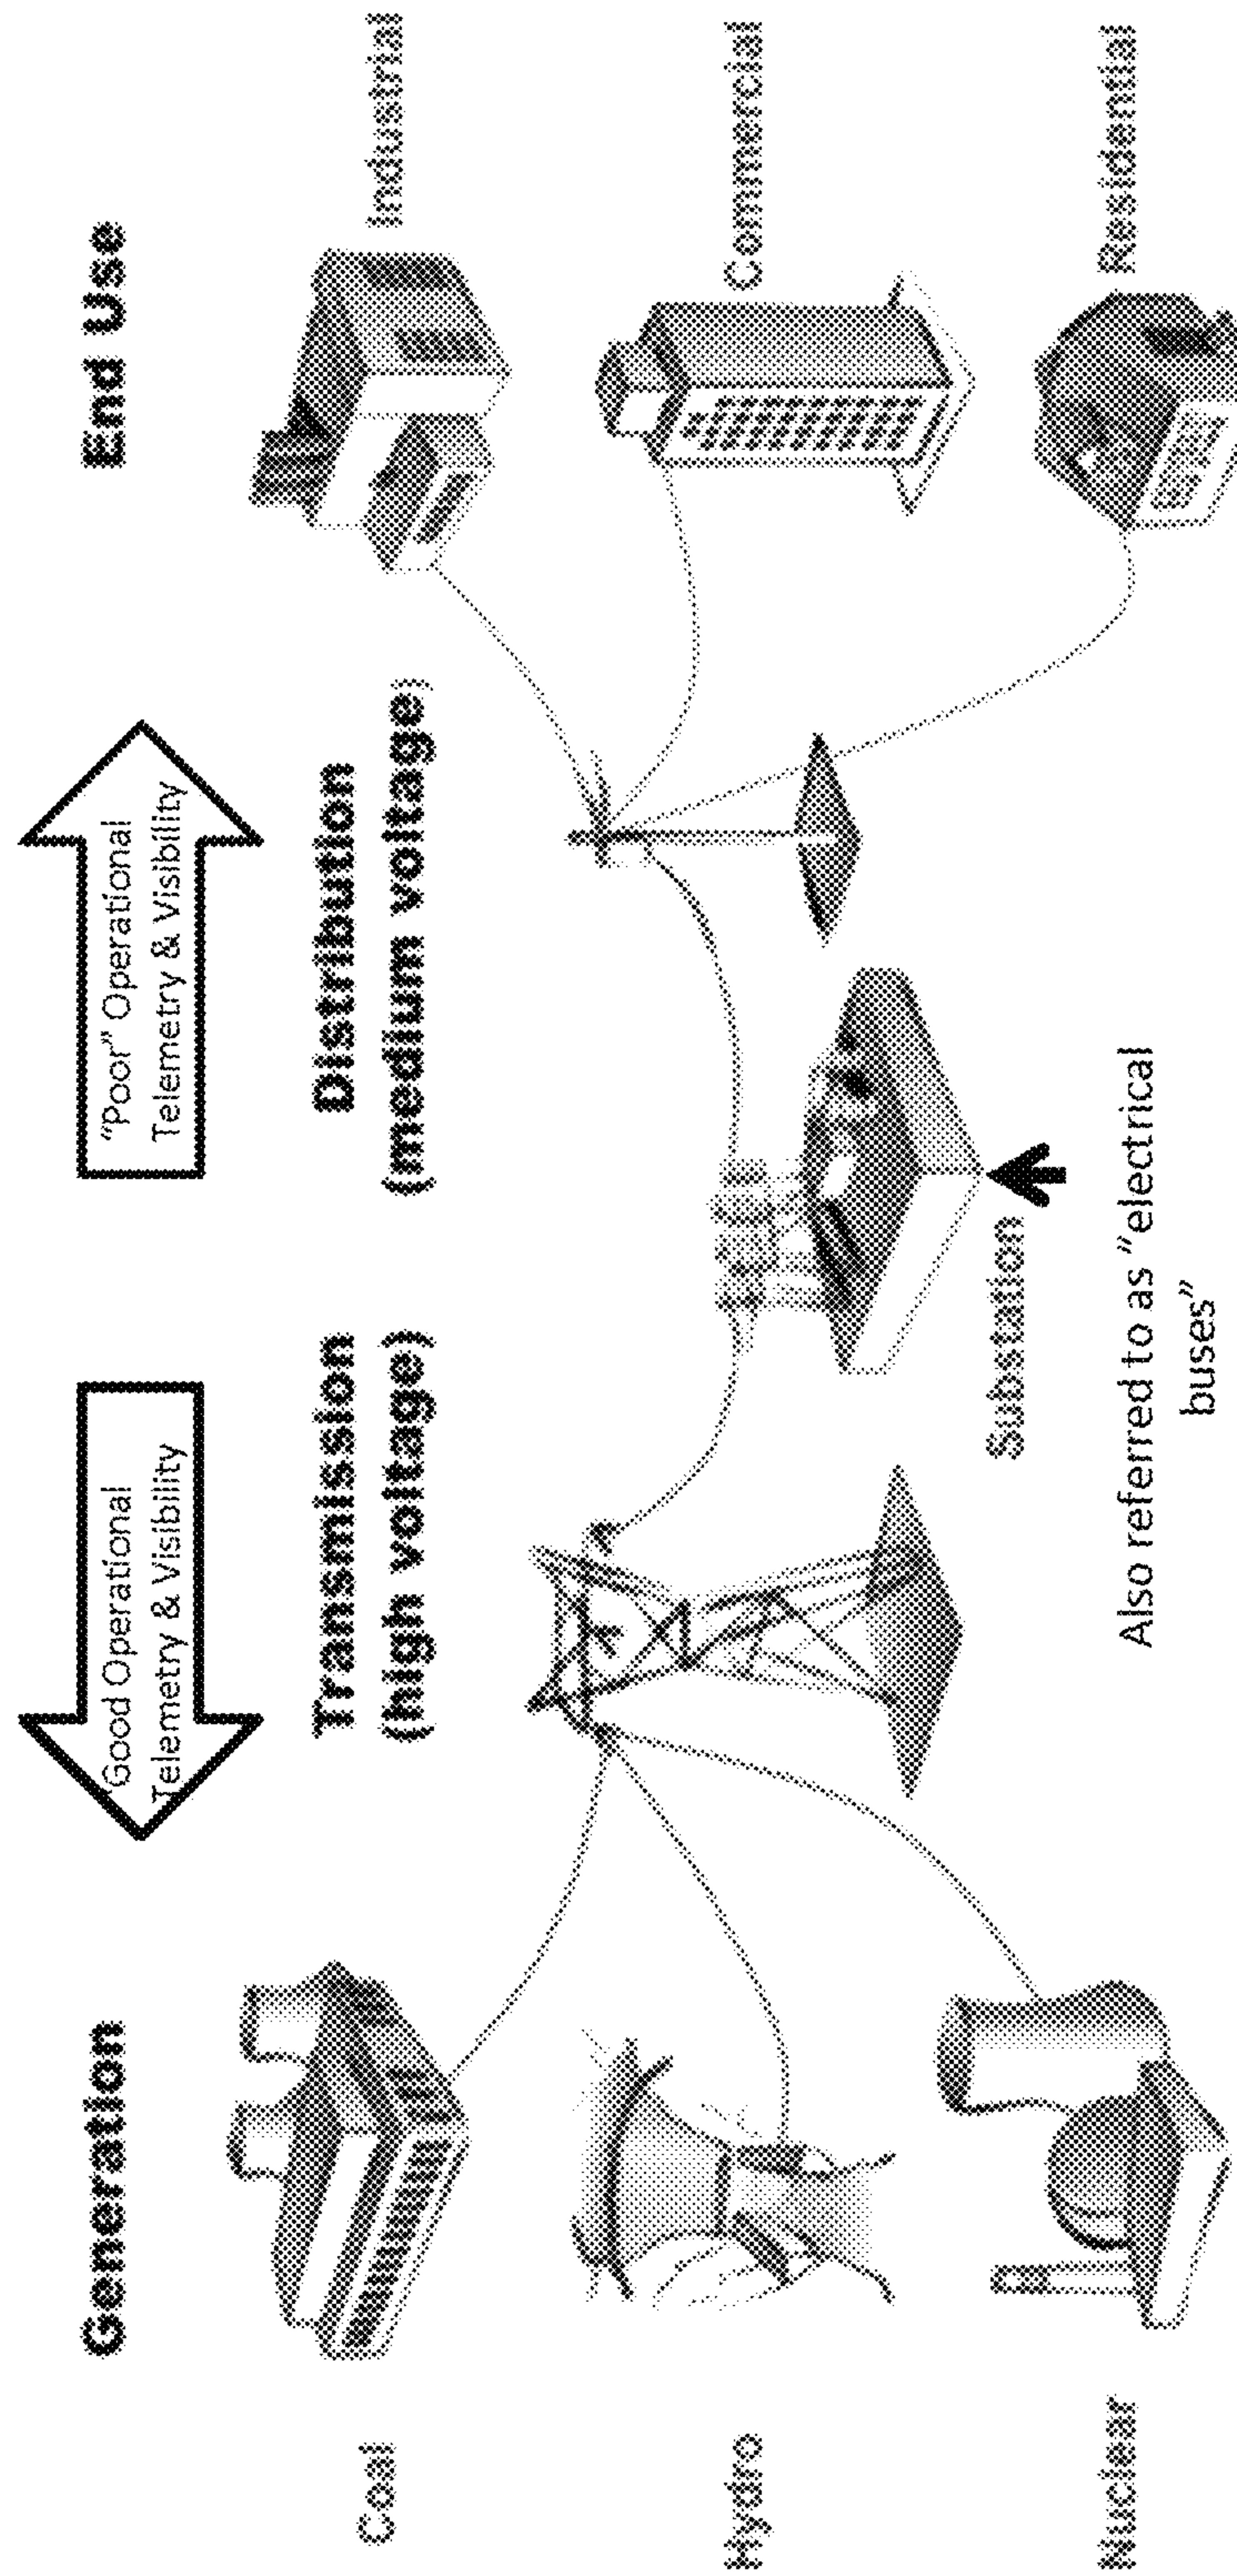 Good Operational
Telemetry & Visibility
"Poor" Operational
Telemetry & Visibility
Generation
Transmission
(high voltage)
Distribution
(medium voltage)
End Use
Coal
Hydro
Nuclear
Industrial
Commercial
Residential
Substation
Also referred to as "electrical
buses"